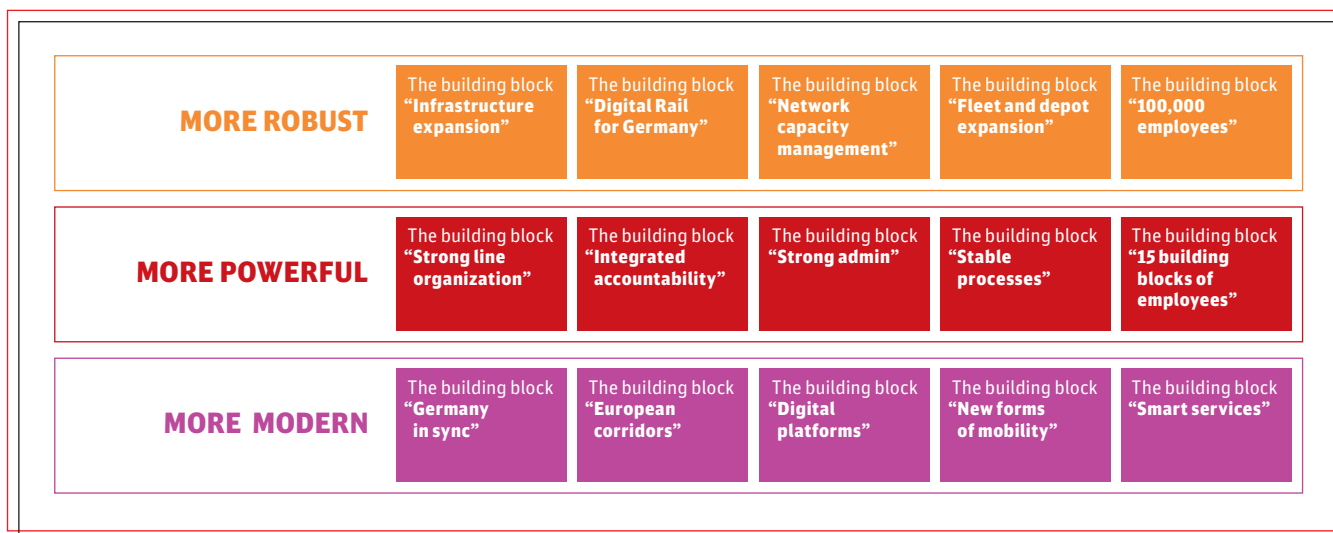 MORE ROBUST
The building block
“Infrastructure
expansion”
The building block
“Digital Rail
for Germany”
The building block
“Network
capacity
management”
The building block
“Fleet and depot
expansion”
The building block
“100,000
employees”
MORE POWERFUL
The building block
“Strong line
organization”
The building block
“Integrated
accountability”
The building block
“Strong admin”
The building block
“Stable
processes”
The building block
“15 building
blocks of
employees”
MORE MODERN
The building block
“Germany
in sync”
The building block
“European
corridors”
The building block
“Digital
platforms”
The building block
“New forms
of mobility”
The building block
“Smart services”